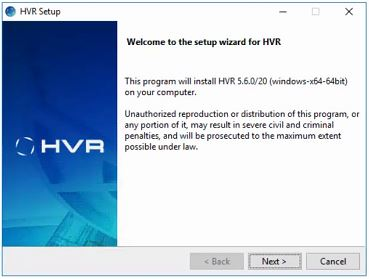 HVR Setup
Welcome to the setup wizard for HVR
This program will install HVR 5.6.0/20 (windows-x64-64bit)
on your computer.
Unauthorized reproduction or distribution of this program, or
any portion of it, may result in severe civil and criminal
penalties, and will be prosecuted to the maximum extent
possible under law.
HVR
< Back
Next >
Cancel